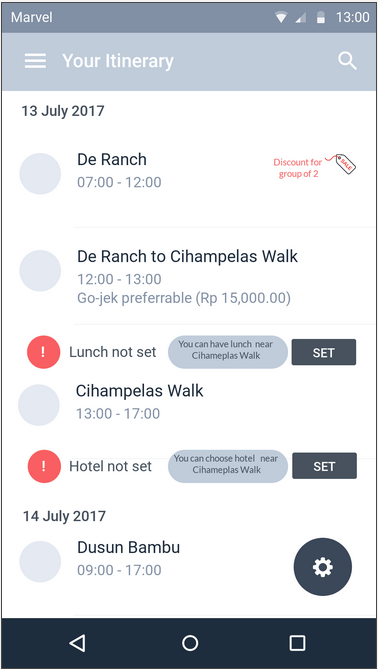 Marvel 13:00
Your Itinerary
13 July 2017
De Ranch
07:00 - 12:00
Discount for
group of 2
SALE
De Ranch to Cihampelas Walk
12:00 - 13:00
Go-jek preferrable (Rp 15,000.00)
! Lunch not set
You can have lunch near
Cihameplas Walk
SET
Cihampelas Walk
13:00 - 17:00
! Hotel not set
You can choose hotel near
Cihameplas Walk
SET
14 July 2017
Dusun Bambu
09:00 - 17:00